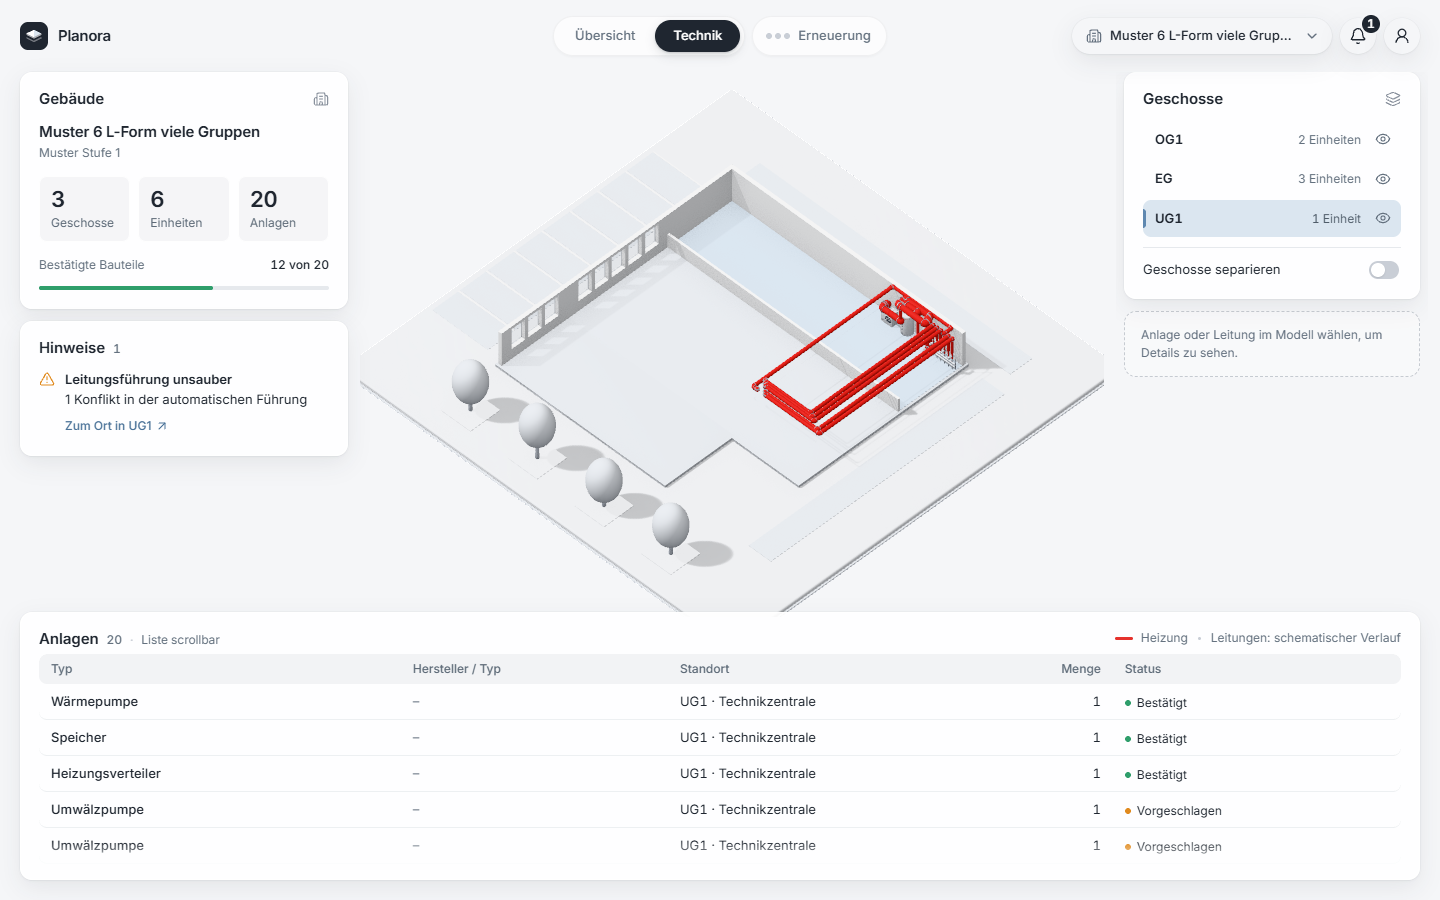 Planora
Übersicht
Technik
Erneuerung
Muster 6 L-Form viele Grup...
1
Gebäude
Muster 6 L-Form viele Gruppen
Muster Stufe 1
3
Geschosse
6
Einheiten
20
Anlagen
Bestätigte Bauteile
12 von 20
Hinweise 1
Leitungsführung unsauber
1 Konflikt in der automatischen Führung
Zum Ort in UG1
Geschosse
OG1 2 Einheiten
EG 3 Einheiten
UG1 1 Einheit
Geschosse separieren
Anlage oder Leitung im Modell wählen, um
Details zu sehen.
Anlagen 20 · Liste scrollbar
Heizung • Leitungen: schematischer Verlauf
Typ Hersteller / Typ Standort Menge Status
Wärmepumpe – UG1 · Technikzentrale 1 Bestätigt
Speicher – UG1 · Technikzentrale 1 Bestätigt
Heizungsverteiler – UG1 · Technikzentrale 1 Bestätigt
Umwälzpumpe – UG1 · Technikzentrale 1 Vorgeschlagen
Umwälzpumpe – UG1 · Technikzentrale 1 Vorgeschlagen